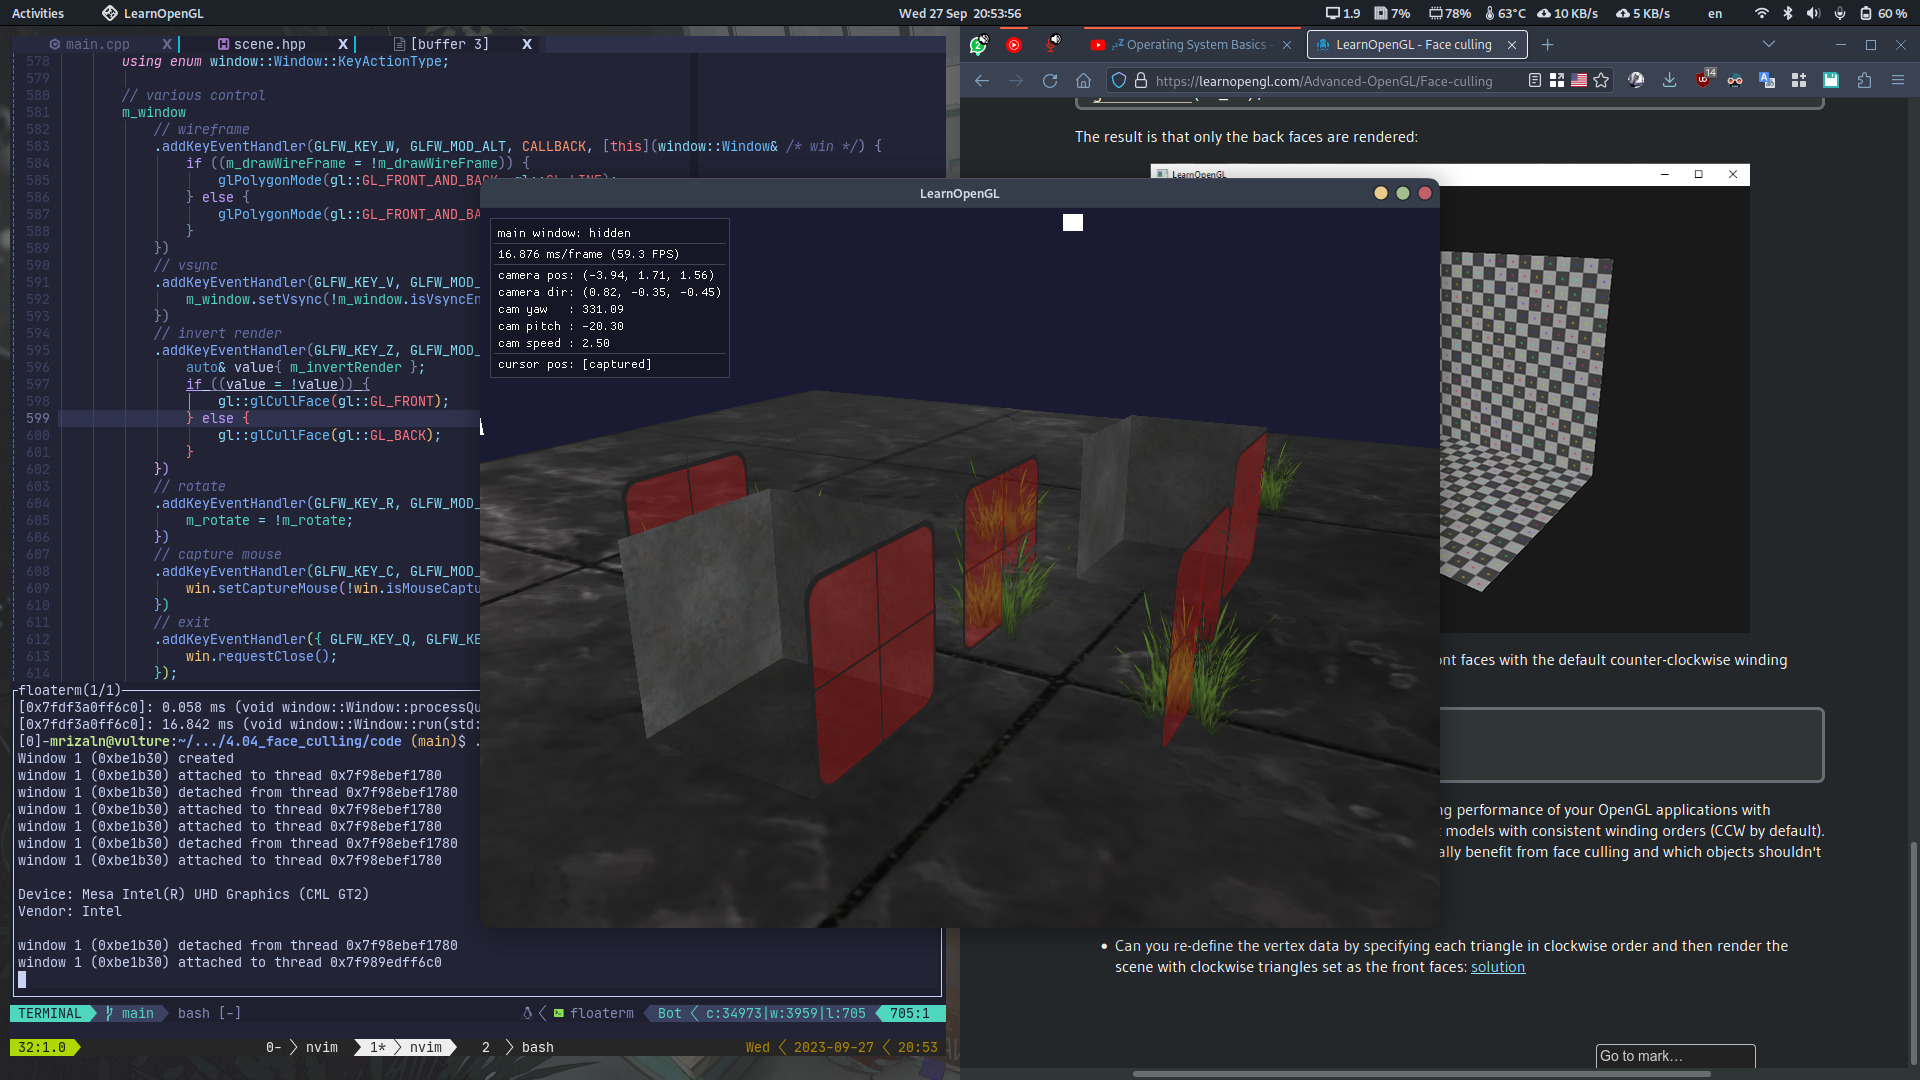 Activities
LearnOpenGL
Wed 27 Sep  20:53:56
1.9
7%
78%
63°C
10 KB/s
5 KB/s
en
60 %
main.cpp X
scene.hpp X
[buffer 3] X
578 using enum window::Window::KeyActionType;
579
580 // various control
581 m_window
582 // wireframe
583 .addKeyEventHandler(GLFW_KEY_W, GLFW_MOD_ALT, CALLBACK, [this](window::Window& /* win */) {
584 if ((m_drawWireFrame = !m_drawWireFrame)) {
585 glPolygonMode(gl::GL_FRONT_AND_BACK, gl::GL_LINE);
586 } else {
587 glPolygonMode(gl::GL_FRONT_AND_BA
588 }
589 })
590 // vsync
591 .addKeyEventHandler(GLFW_KEY_V, GLFW_MOD_
592 m_window.setVsync(!m_window.isVsyncEn
593 })
594 // invert render
595 .addKeyEventHandler(GLFW_KEY_Z, GLFW_MOD_
596 auto& value{ m_invertRender };
597 if ((value = !value)) {
598 gl::glCullFace(gl::GL_FRONT);
599 } else {
600 gl::glCullFace(gl::GL_BACK);
601 }
602 })
603 // rotate
604 .addKeyEventHandler(GLFW_KEY_R, GLFW_MOD_
605 m_rotate = !m_rotate;
606 })
607 // capture mouse
608 .addKeyEventHandler(GLFW_KEY_C, GLFW_MOD_
609 win.setCaptureMouse(!win.isMouseCaptu
610 })
611 // exit
612 .addKeyEventHandler({ GLFW_KEY_Q, GLFW_KE
613 win.requestClose();
614 });
floaterm(1/1)
[0x7fdf3a0ff6c0]: 0.058 ms (void window::Window::processQu
[0x7fdf3a0ff6c0]: 16.842 ms (void window::Window::run(std:
[0]-mrizaln@vulture:~/.../4.04_face_culling/code (main)$ .
Window 1 (0xbe1b30) created
window 1 (0xbe1b30) attached to thread 0x7f98ebef1780
window 1 (0xbe1b30) detached from thread 0x7f98ebef1780
window 1 (0xbe1b30) attached to thread 0x7f98ebef1780
window 1 (0xbe1b30) attached to thread 0x7f98ebef1780
window 1 (0xbe1b30) detached from thread 0x7f98ebef1780
window 1 (0xbe1b30) attached to thread 0x7f98ebef1780
Device: Mesa Intel(R) UHD Graphics (CML GT2)
Vendor: Intel
window 1 (0xbe1b30) detached from thread 0x7f98ebef1780
window 1 (0xbe1b30) attached to thread 0x7f989edff6c0
TERMINAL main bash [-] floaterm Bot c:34973|w:3959|l:705 705:1
32:1.0 0- nvim 1* nvim 2 bash Wed 2023-09-27 20:53
LearnOpenGL
main window: hidden
16.876 ms/frame (59.3 FPS)
camera pos: (-3.94, 1.71, 1.56)
camera dir: (0.82, -0.35, -0.45)
cam yaw   : 331.09
cam pitch : -20.30
cam speed : 2.50
cursor pos: [captured]
2
Operating System Basics
LearnOpenGL - Face culling
https://learnopengl.com/Advanced-OpenGL/Face-culling
14
The result is that only the back faces are rendered:
LearnOpenGL
nt faces with the default counter-clockwise winding
ng performance of your OpenGL applications with
t models with consistent winding orders (CCW by default).
ally benefit from face culling and which objects shouldn't
• Can you re-define the vertex data by specifying each triangle in clockwise order and then render the
scene with clockwise triangles set as the front faces: solution
Go to mark...